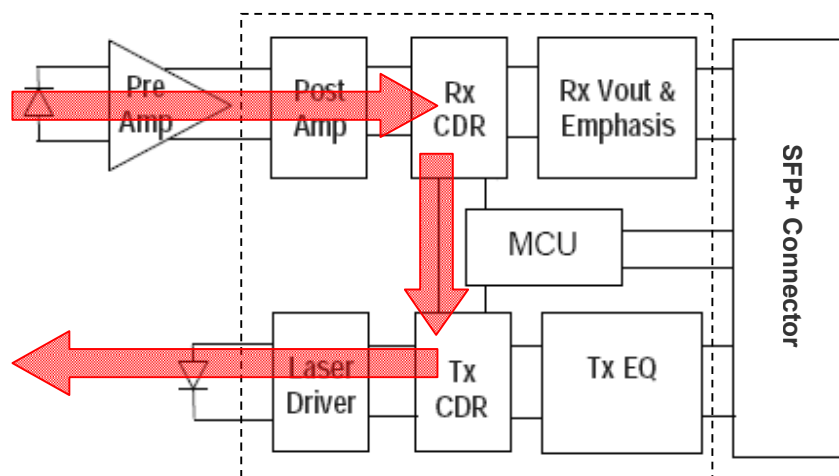 Pre
Amp
Post
Amp
Rx
CDR
Rx Vout &
Emphasis
SFP+ Connector
MCU
Laser
Driver
Tx
CDR
Tx EQ